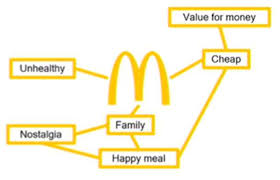 Value for money
Unhealthy
Cheap
Family
Nostalgia
Happy meal